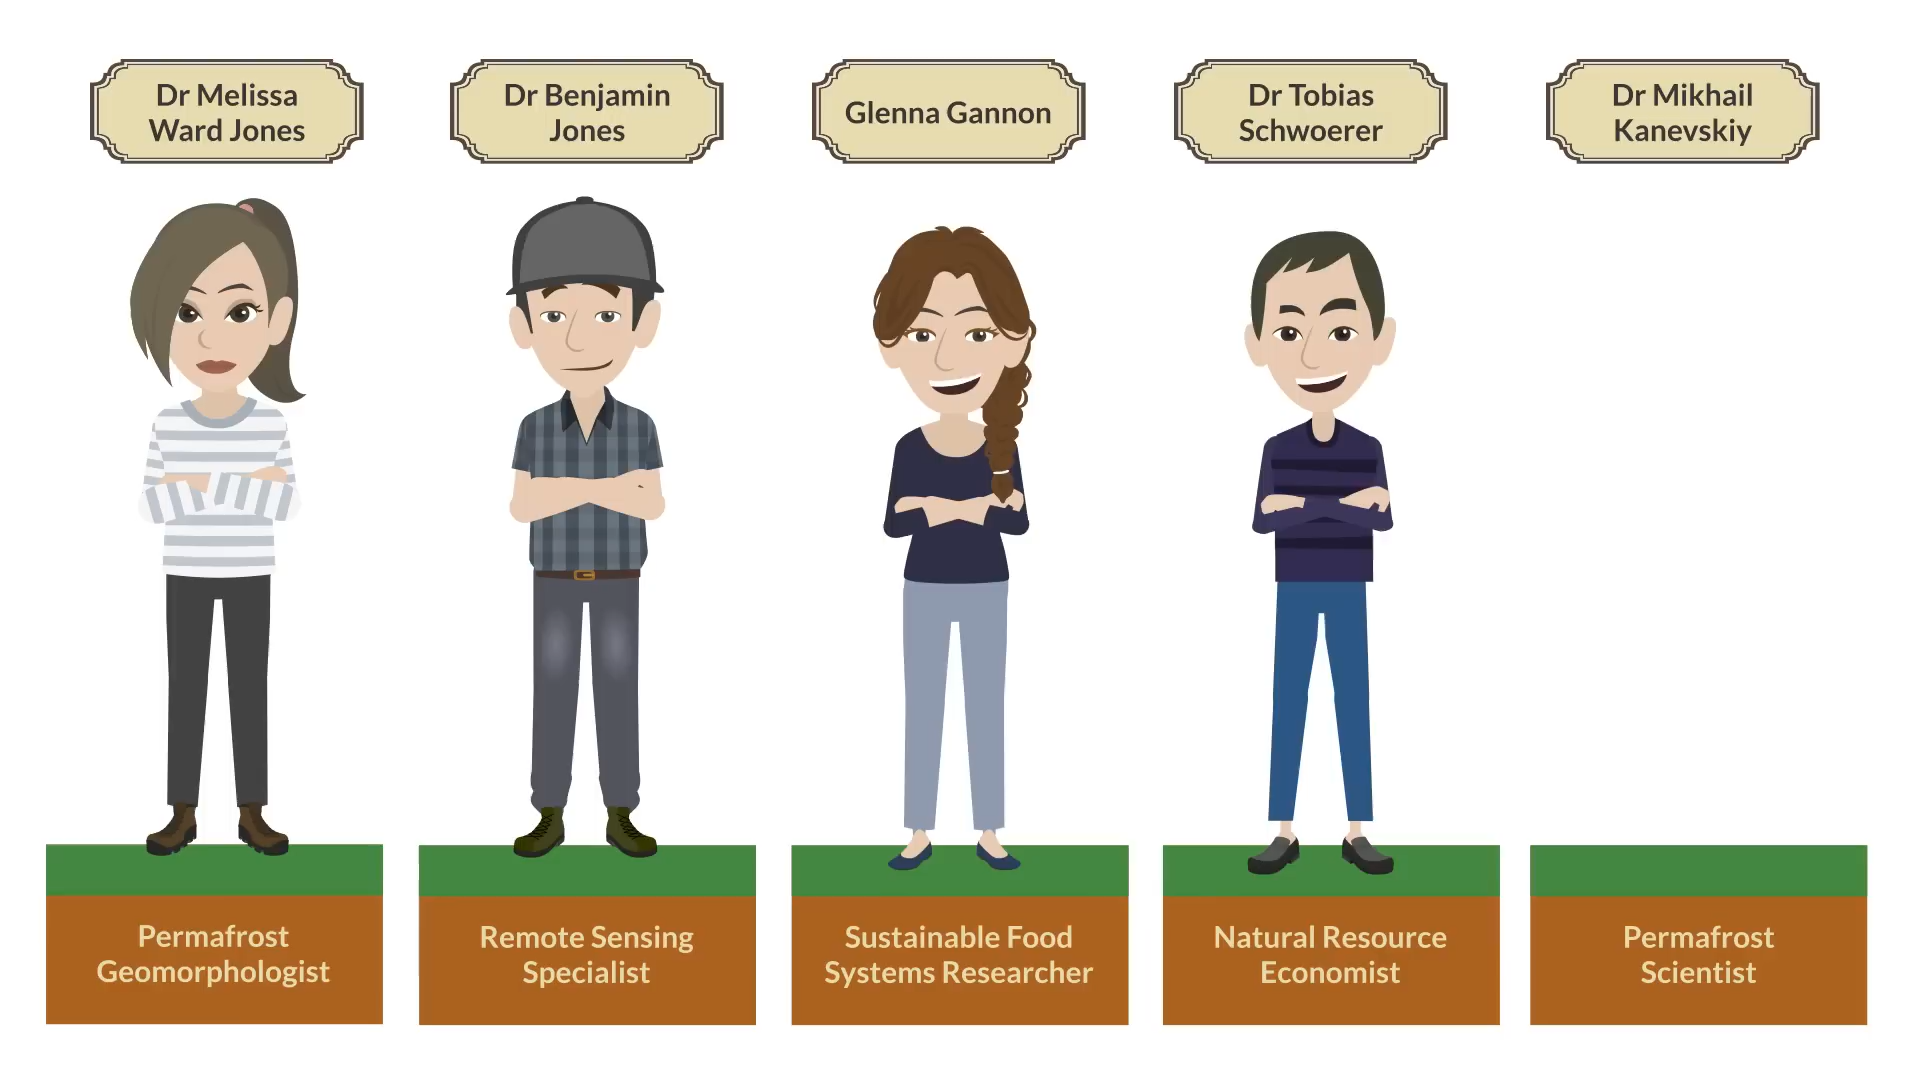 Dr Melissa
Ward Jones
Dr Benjamin
Jones
Glenna Gannon
Dr Tobias
Schwoerer
Dr Mikhail
Kanevskiy
Permafrost
Geomorphologist
Remote Sensing
Specialist
Sustainable Food
Systems Researcher
Natural Resource
Economist
Permafrost
Scientist